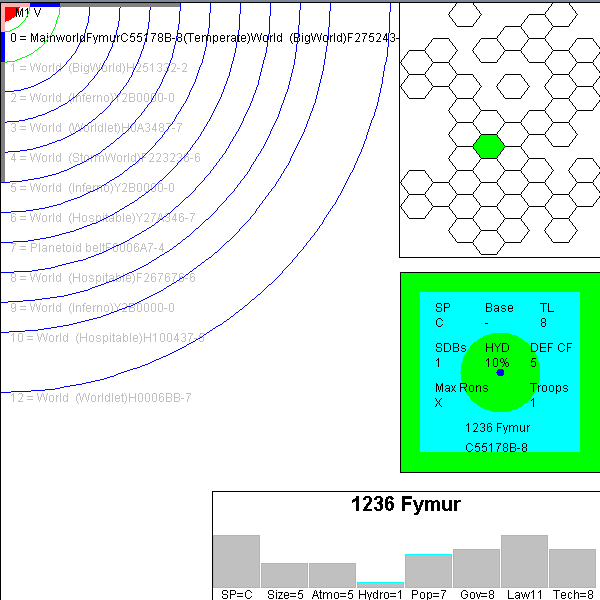 M1 V
0 = MainworldFymurC55178B-8(Temperate)World (BigWorld)F275243-
1 = World (BigWorld)H251332-2
2 = World (Inferno)Y2B0000-0
3 = World (Worldlet)H0A3487-7
4 = World (StormWorld)F223236-6
5 = World (Inferno)Y2B0000-0
6 = World (Hospitable)Y27A346-7
7 = Planetoid beltF0006A7-4
8 = World (Hospitable)F267676-6
9 = World (Inferno)Y2B0000-0
10 = World (Hospitable)H100437-6
12 = World (Worldlet)H0006BB-7
SP Base TL
C - 8
SDBs HYD DEF CF
1 10% 5
Max Rons Troops
X 1
1236 Fymur
C55178B-8
1236 Fymur
SP=C Size=5 Atmo=5 Hydro=1 Pop=7 Gov=8 Law11 Tech=8